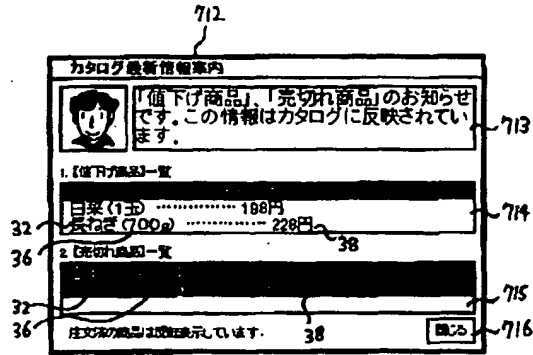 712
カタログ最新情報案内
「値下げ商品」、「売切れ商品」のお知らせ
です。この情報はカタログに反映されてい
ます.
713
1.【値下げ商品】一覧
白菜(1玉) ············ 198円
714
32 長ねぎ(700g) ············ 228円 38
36
2.【売切れ商品】一覧
32
715
36
38
注文済の商品は反転表示しています.
閉じる 716